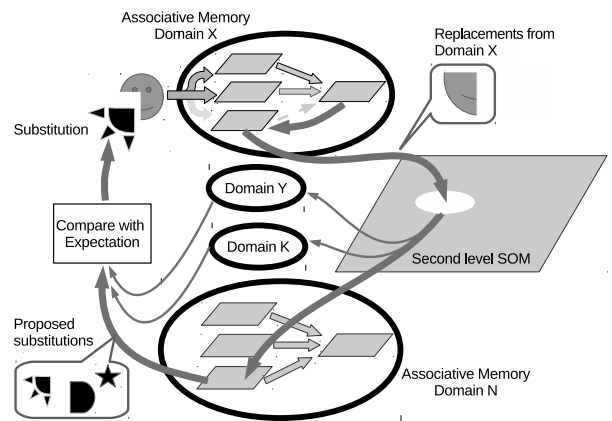 Associative Memory
Domain X
Replacements from
Domain X
Substitution
Domain Y
Compare with
Expectation
Domain K
Second level SOM
Proposed
substitutions
Associative Memory
Domain N